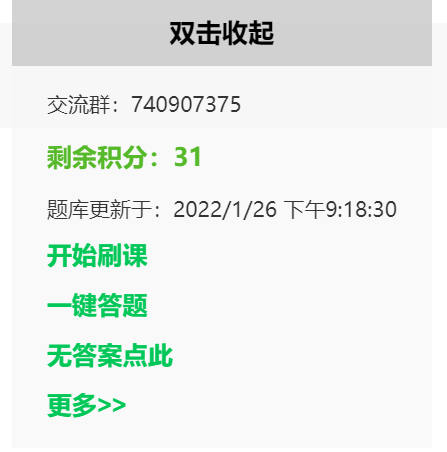 双击收起
交流群：740907375
剩余积分：31
题库更新于：2022/1/26 下午9:18:30
开始刷课
一键答题
无答案点此
更多>>